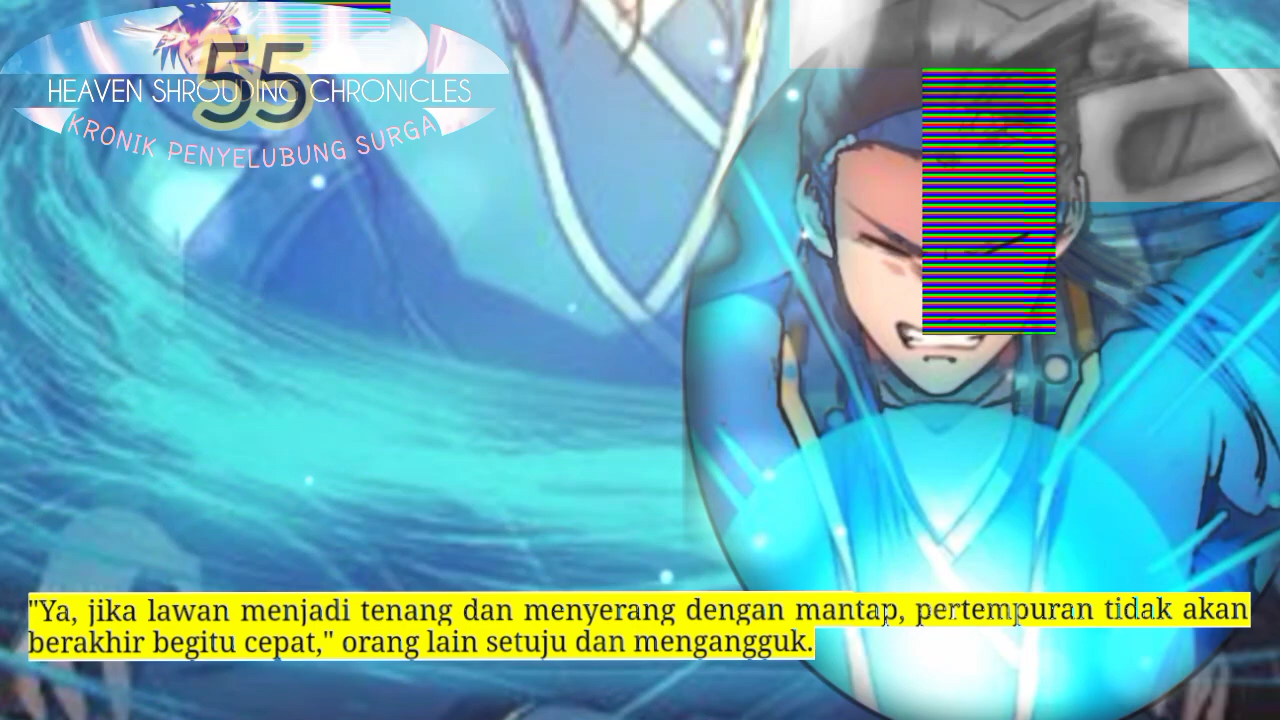 55
HEAVEN SHROUDING CHRONICLES
KRONIK PENYELUBUNG SURGA
"Ya, jika lawan menjadi tenang dan menyerang dengan mantap, pertempuran tidak akan
berakhir begitu cepat," orang lain setuju dan mengangguk.